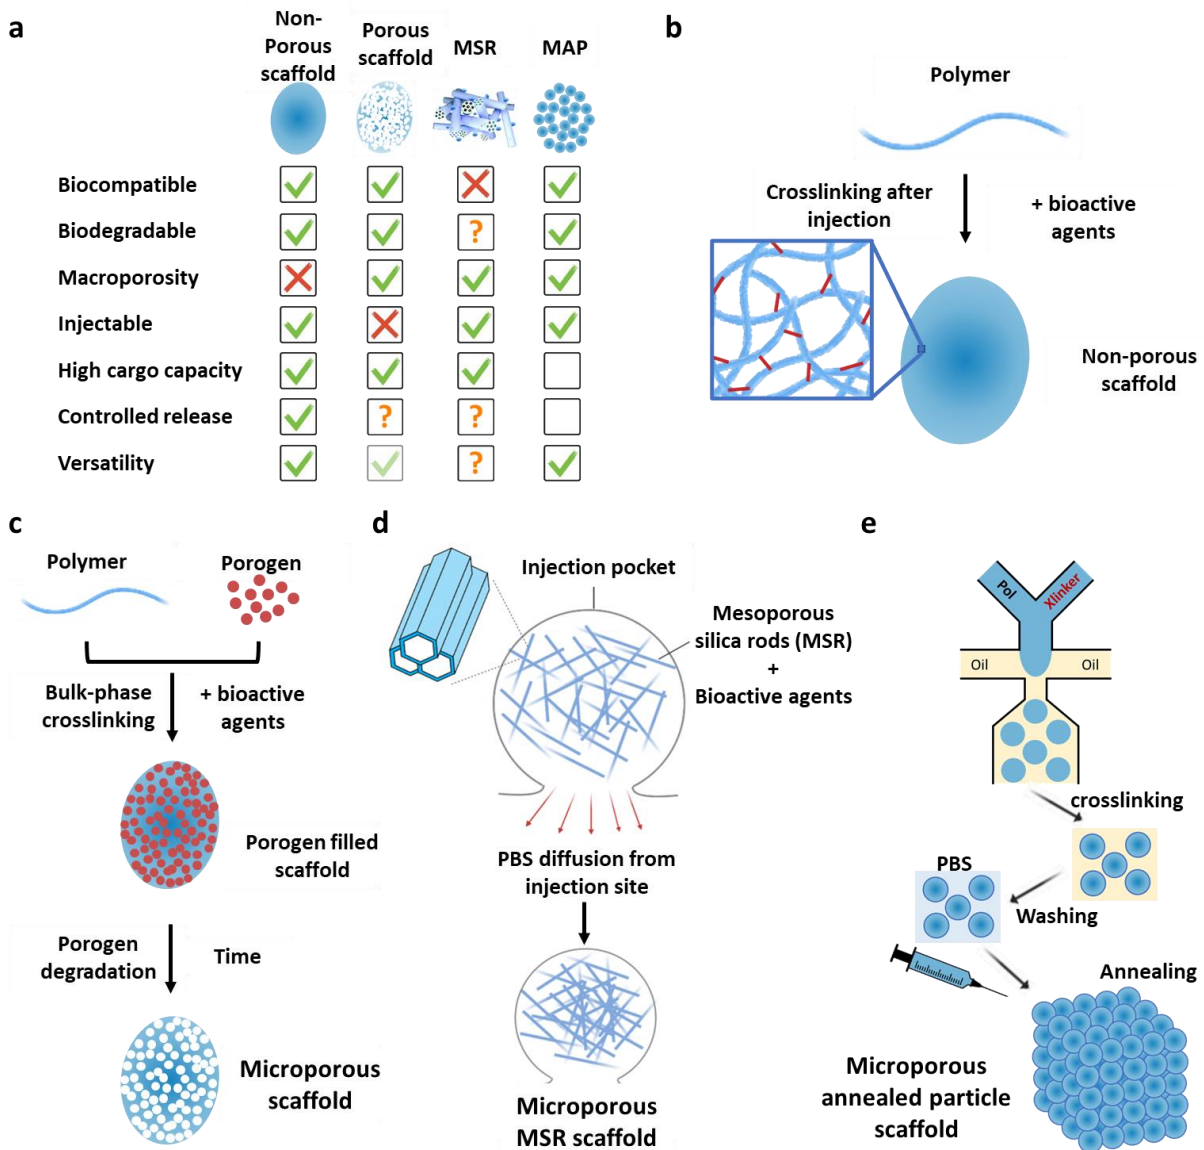 a
Non-
Porous
scaffold
Porous
scaffold
MSR
MAP
Biocompatible
Biodegradable
?
Macroporosity
Injectable
High cargo capacity
Controlled release
? ?
Versatility
?
b
Polymer
Crosslinking after
injection
+ bioactive
agents
Non-porous
scaffold
c
Polymer
Porogen
Bulk-phase
crosslinking
+ bioactive
agents
Porogen filled
scaffold
Porogen
degradation
Time
Microporous
scaffold
d
Injection pocket
Mesoporous
silica rods (MSR)
+
Bioactive agents
PBS diffusion from
injection site
Microporous
MSR scaffold
e
Pol
Xlinker
Oil
Oil
crosslinking
PBS
Washing
Annealing
Microporous
annealed particle
scaffold